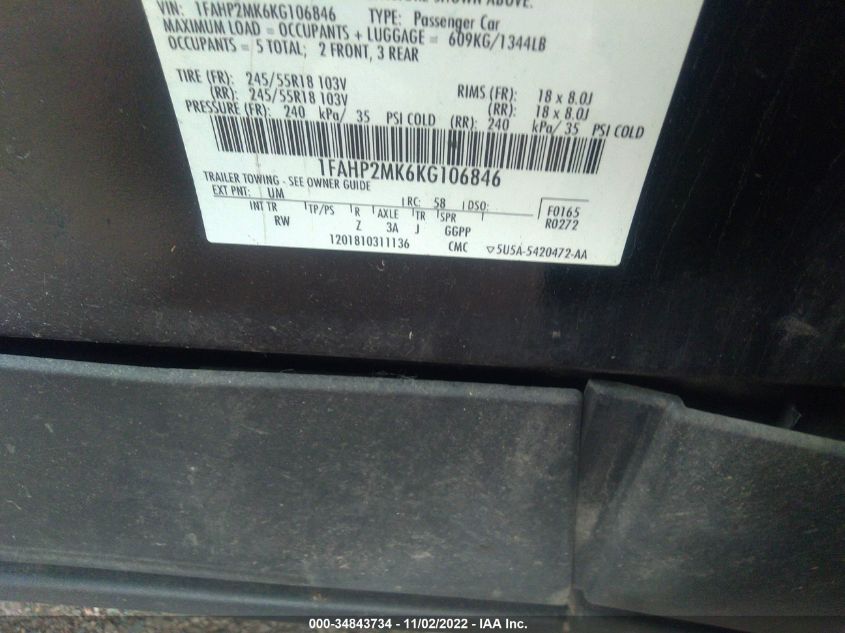 SHOWN ABOVE.
VIN: 1FAHP2MK6KG106846 TYPE: Passenger Car
MAXIMUM LOAD = OCCUPANTS + LUGGAGE = 609KG/1344LB
OCCUPANTS = 5 TOTAL; 2 FRONT, 3 REAR
TIRE (FR): 245/55R18 103V RIMS (FR): 18 x 8.0J
(RR): 245/55R18 103V (RR): 18 x 8.0J
PRESSURE (FR): 240 kPa/ 35 PSI COLD (RR): 240 kPa/ 35 PSI COLD
1FAHP2MK6KG106846
TRAILER TOWING - SEE OWNER GUIDE
EXT PNT: UM RC: 58 DSO: F0165
INT TR TP/PS R AXLE TR SPR R0272
RW Z 3A J GGPP
1201810311136 CMC ▽5U5A-5420472-AA
000-34843734 - 11/02/2022 - IAA Inc.